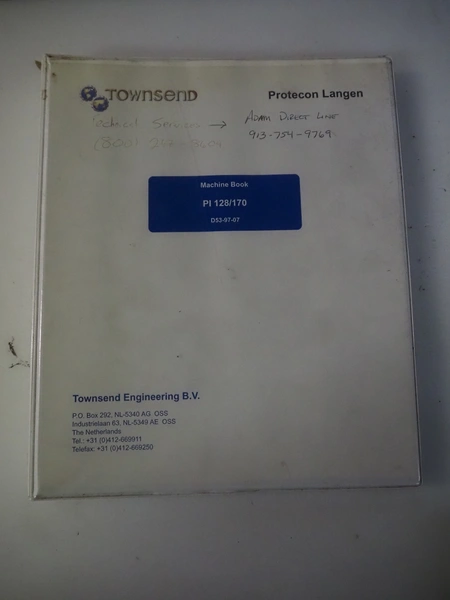 TOWNSEND
Protecon Langen
Services → ADAM DIRECT LINE
(800) 913-754-9769
Machine Book
PI 128/170
D53-97-07
Townsend Engineering B.V.
P.O. Box 292, NL-5340 AG OSS
Industrielaan 63, NL-5349 AE OSS
The Netherlands
Tel.: +31 (0)412-669911
Telefax: +31 (0)412-669250